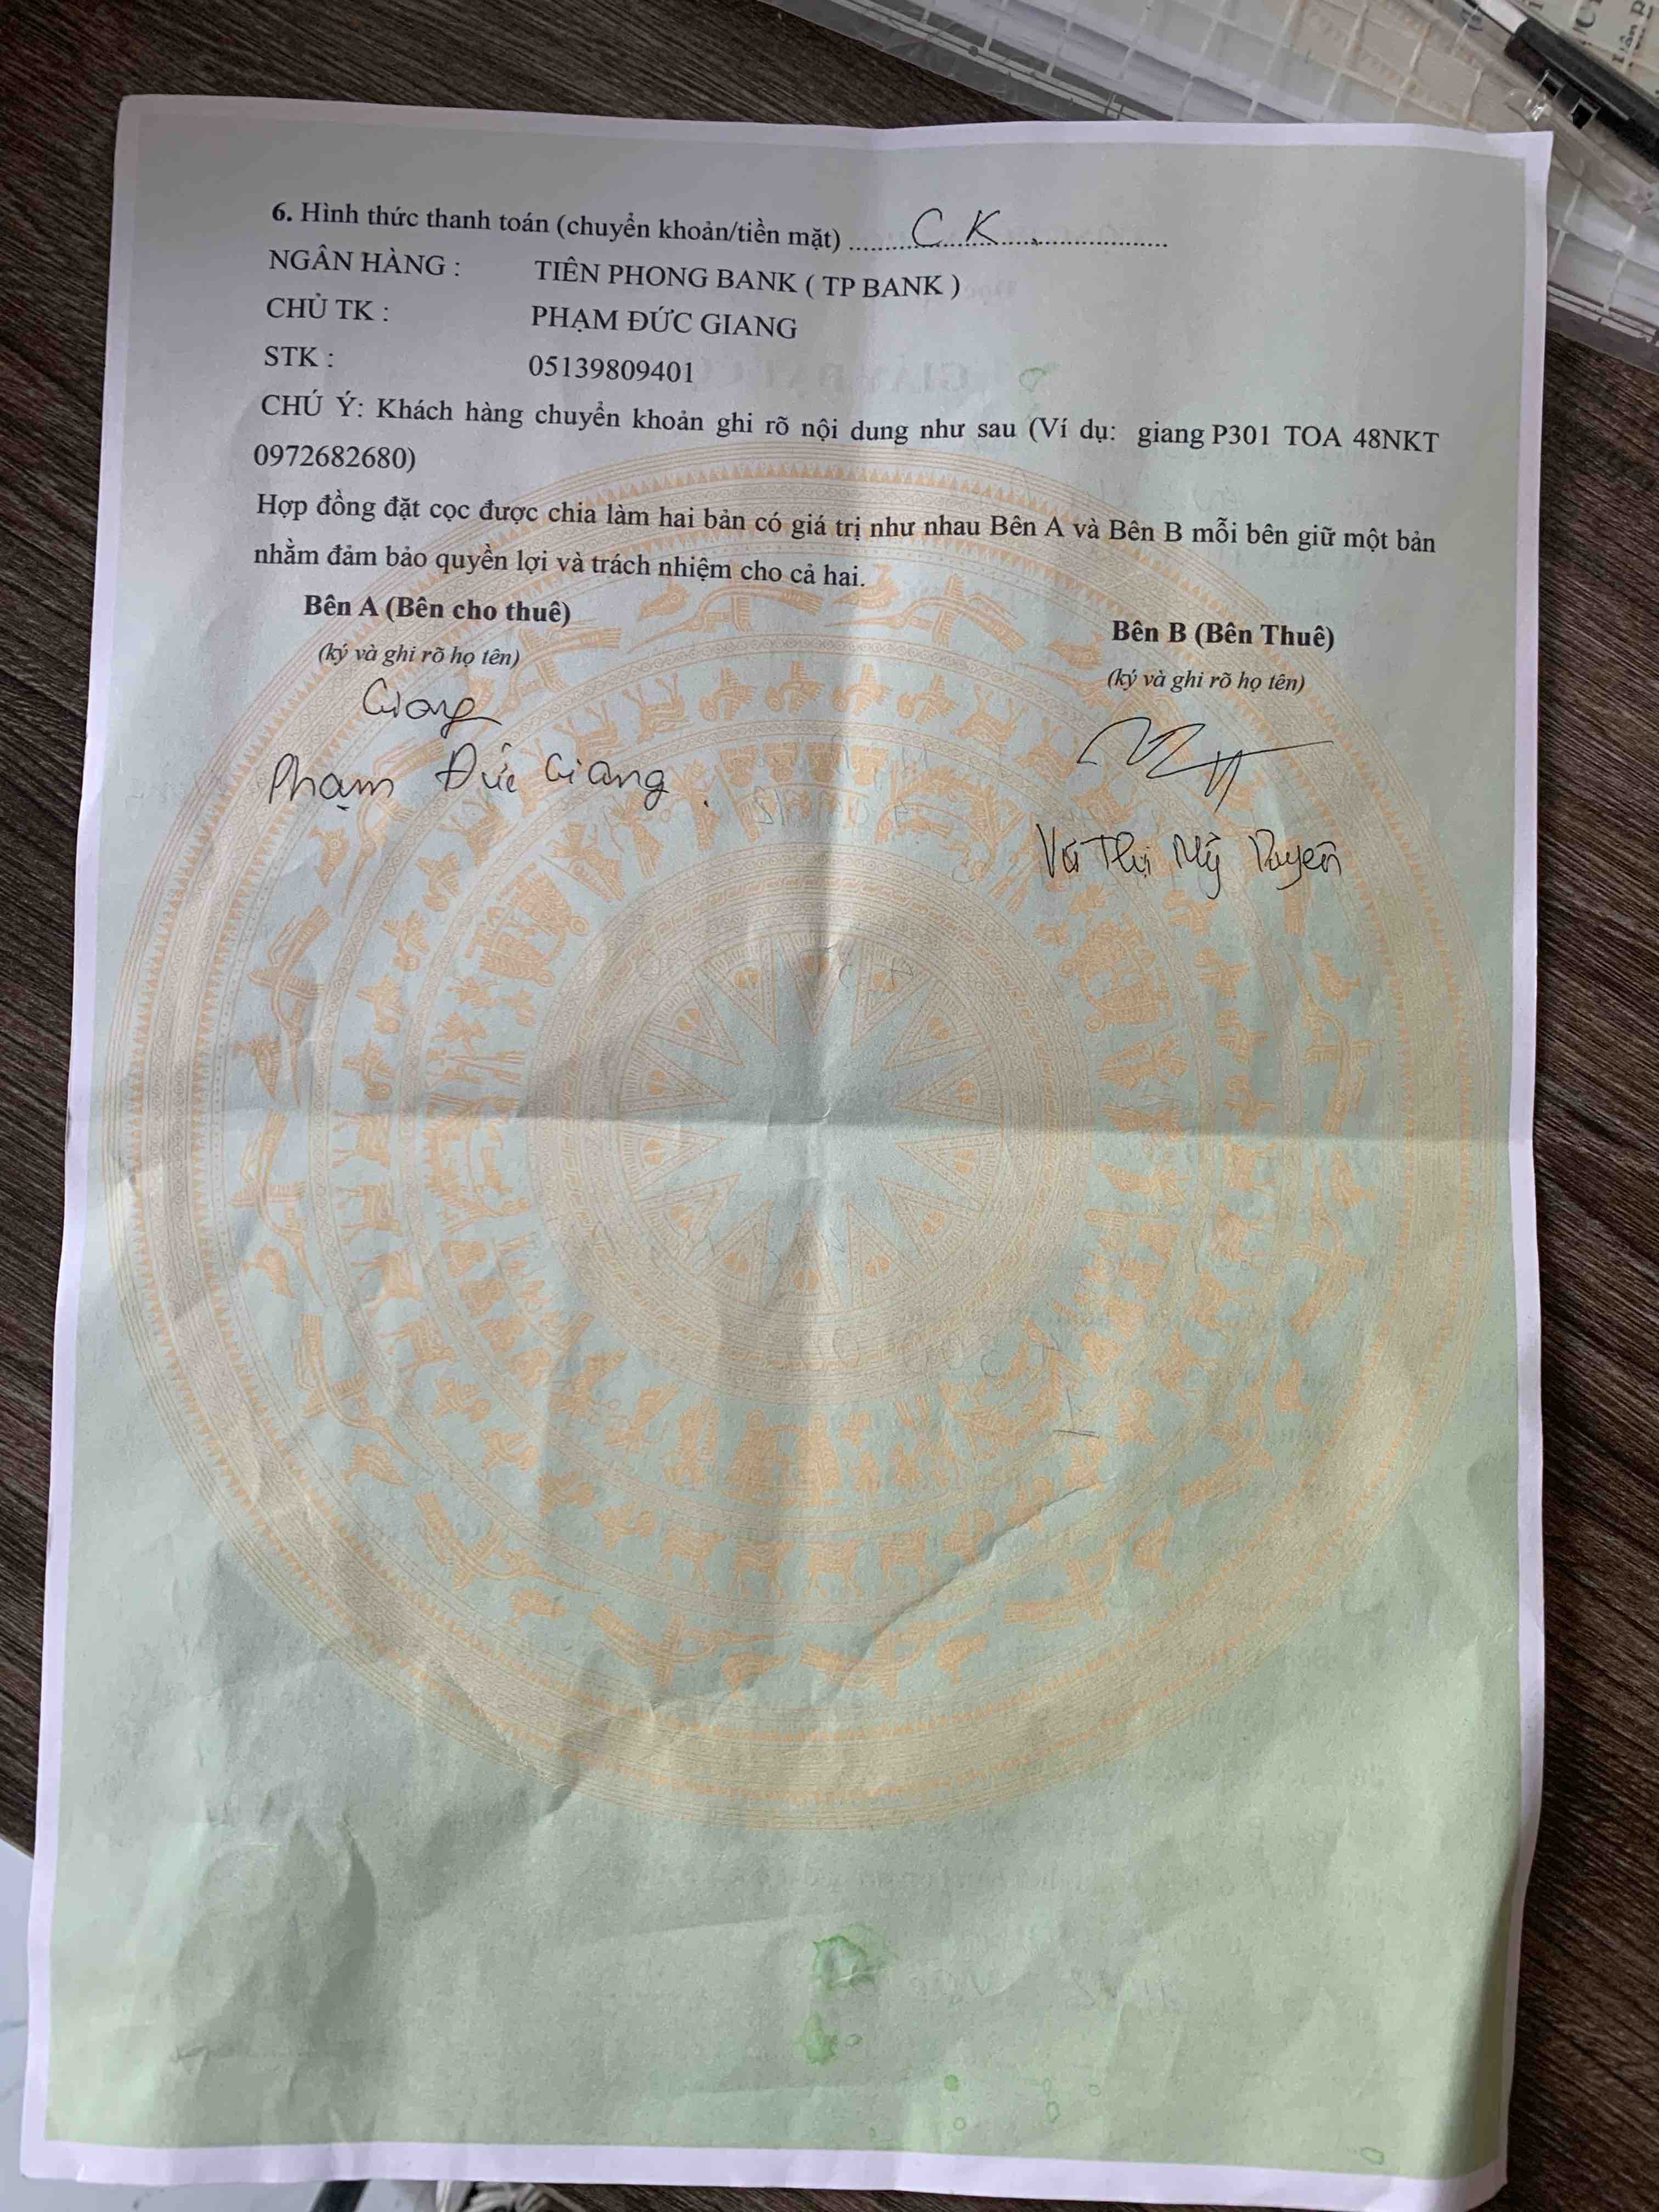 6. Hình thức thanh toán (chuyển khoản/tiền mặt) ..........CK..........
NGÂN HÀNG : TIÊN PHONG BANK ( TP BANK )
CHỦ TK : PHẠM ĐỨC GIANG
STK : 05139809401
CHÚ Ý: Khách hàng chuyển khoản ghi rõ nội dung như sau (Ví dụ: giang P301 TOA 48NKT
0972682680)
Hợp đồng đặt cọc được chia làm hai bản có giá trị như nhau Bên A và Bên B mỗi bên giữ một bản
nhằm đảm bảo quyền lợi và trách nhiệm cho cả hai.
Bên A (Bên cho thuê) Bên B (Bên Thuê)
(ký và ghi rõ họ tên) (ký và ghi rõ họ tên)
Giang
Phạm Đức Giang.
Thị Mỹ